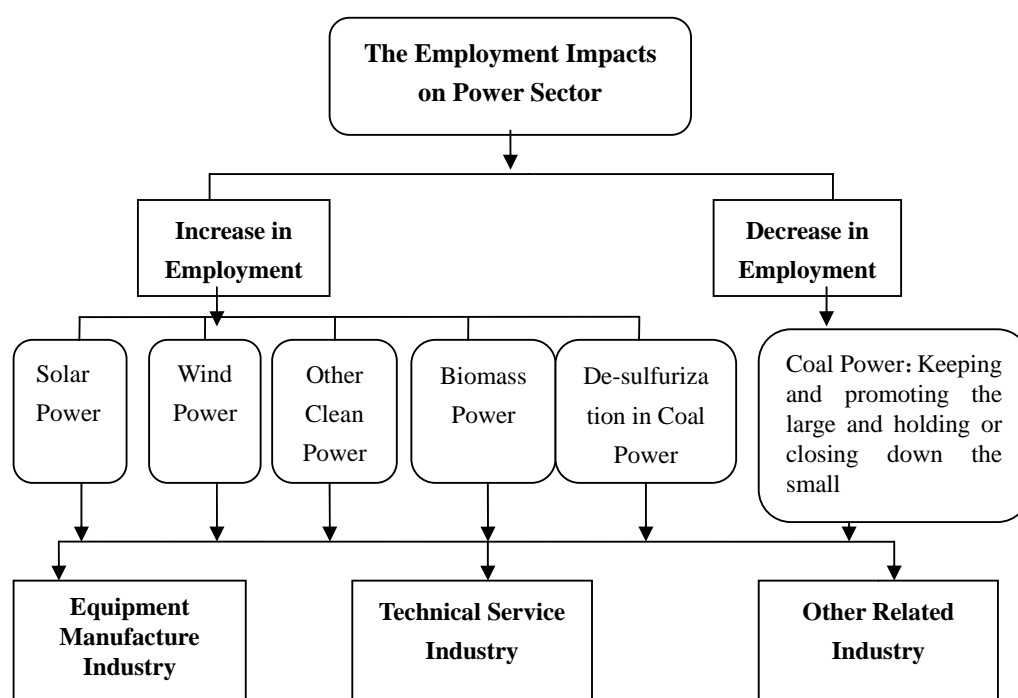 The Employment Impacts
on Power Sector
Increase in
Employment
Decrease in
Employment
Solar
Power
Wind
Power
Other
Clean
Power
Biomass
Power
De-sulfuriza
tion in Coal
Power
Coal Power: Keeping
and promoting the
large and holding or
closing down the
small
Equipment
Manufacture
Industry
Technical Service
Industry
Other Related
Industry